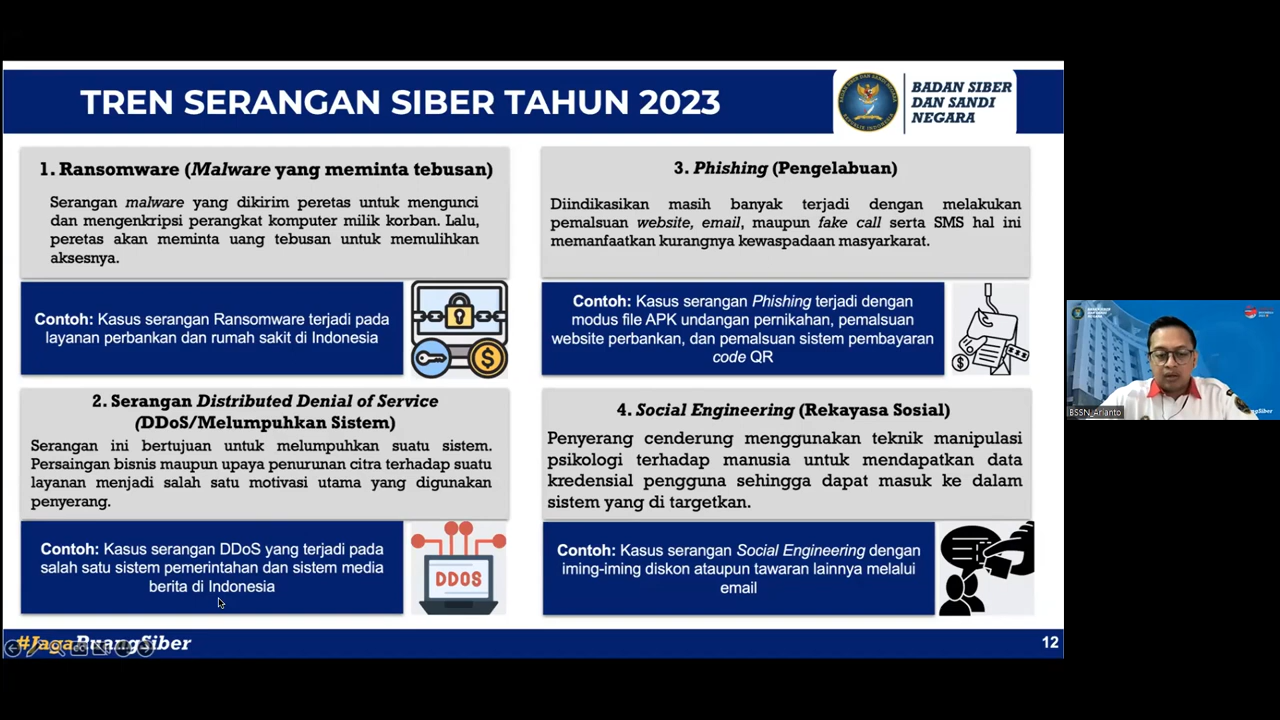 TREN SERANGAN SIBER TAHUN 2023
BADAN SIBER
DAN SANDI
NEGARA
1. Ransomware (Malware yang meminta tebusan)
Serangan malware yang dikirim peretas untuk mengunci
dan mengenkripsi perangkat komputer milik korban. Lalu,
peretas akan meminta uang tebusan untuk memulihkan
aksesnya.
Contoh: Kasus serangan Ransomware terjadi pada
layanan perbankan dan rumah sakit di Indonesia
2. Serangan Distributed Denial of Service
(DDoS/Melumpuhkan Sistem)
Serangan ini bertujuan untuk melumpuhkan suatu sistem.
Persaingan bisnis maupun upaya penurunan citra terhadap suatu
layanan menjadi salah satu motivasi utama yang digunakan
penyerang.
Contoh: Kasus serangan DDoS yang terjadi pada
salah satu sistem pemerintahan dan sistem media
berita di Indonesia
DDOS
3. Phishing (Pengelabuan)
Diindikasikan masih banyak terjadi dengan melakukan
pemalsuan website, email, maupun fake call serta SMS hal ini
memanfaatkan kurangnya kewaspadaan masyarkarat.
Contoh: Kasus serangan Phishing terjadi dengan
modus file APK undangan pernikahan, pemalsuan
website perbankan, dan pemalsuan sistem pembayaran
code QR
4. Social Engineering (Rekayasa Sosial)
Penyerang cenderung menggunakan teknik manipulasi
psikologi terhadap manusia untuk mendapatkan data
kredensial pengguna sehingga dapat masuk ke dalam
sistem yang di targetkan.
Contoh: Kasus serangan Social Engineering dengan
iming-iming diskon ataupun tawaran lainnya melalui
email
#JagaRuangSiber
12
BSSN_Arianto